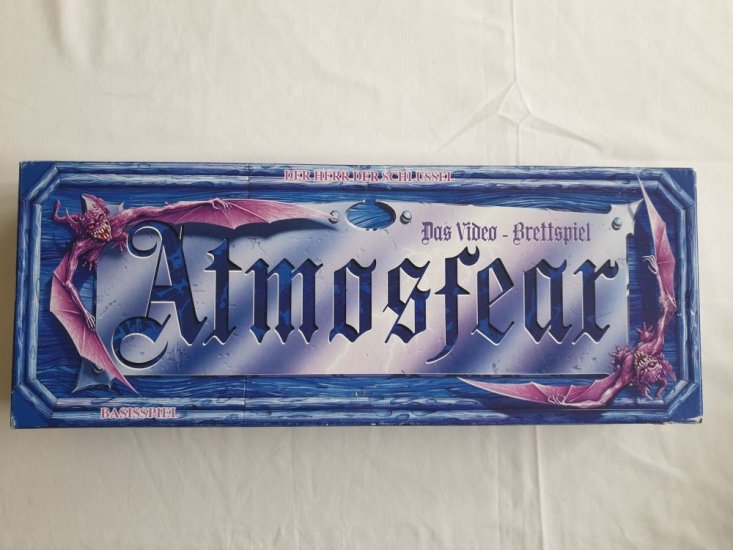 DER HERR DER SCHLÜSSEL
Das Video - Brettspiel
Atmosfear
BASISSPIEL